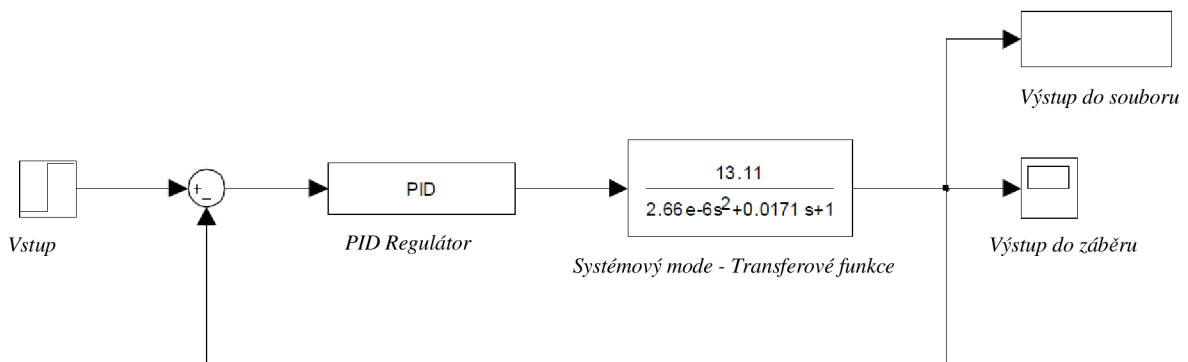 Výstup do souboru
+
−
PID
13.11
2.66e-6s²+0.0171 s+1
Vstup
PID Regulátor
Systémový mode - Transferové funkce
Výstup do záběru